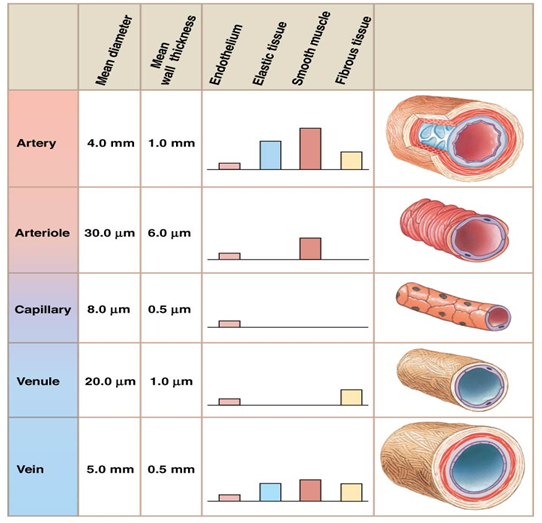 Mean diameter
Mean
wall thickness
Endothelium
Elastic tissue
Smooth muscle
Fibrous tissue
Artery 4.0 mm 1.0 mm
Arteriole 30.0 µm 6.0 µm
Capillary 8.0 µm 0.5 µm
Venule 20.0 µm 1.0 µm
Vein 5.0 mm 0.5 mm